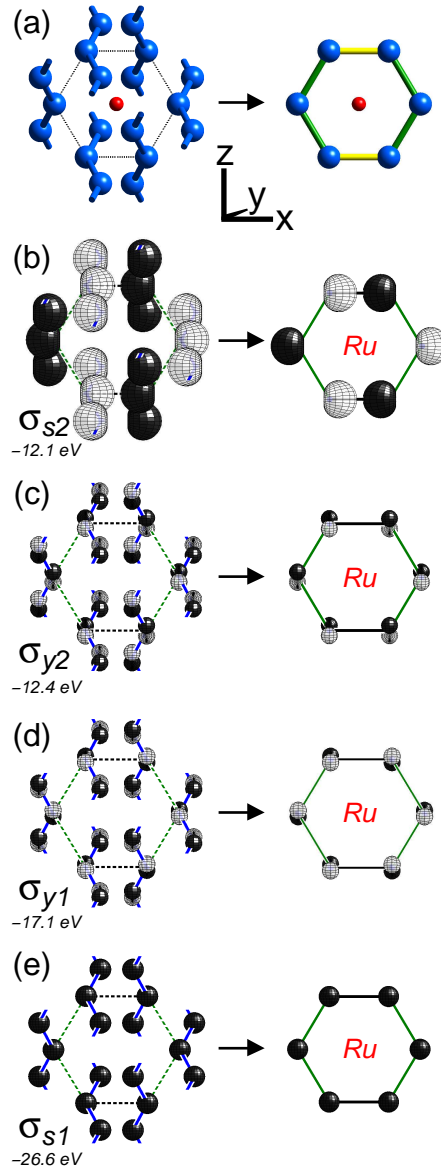 (a)
z
y
x
(b)
Ru
σs2
−12.1 eV
(c)
Ru
σy2
−12.4 eV
(d)
Ru
σy1
−17.1 eV
(e)
Ru
σs1
−26.6 eV